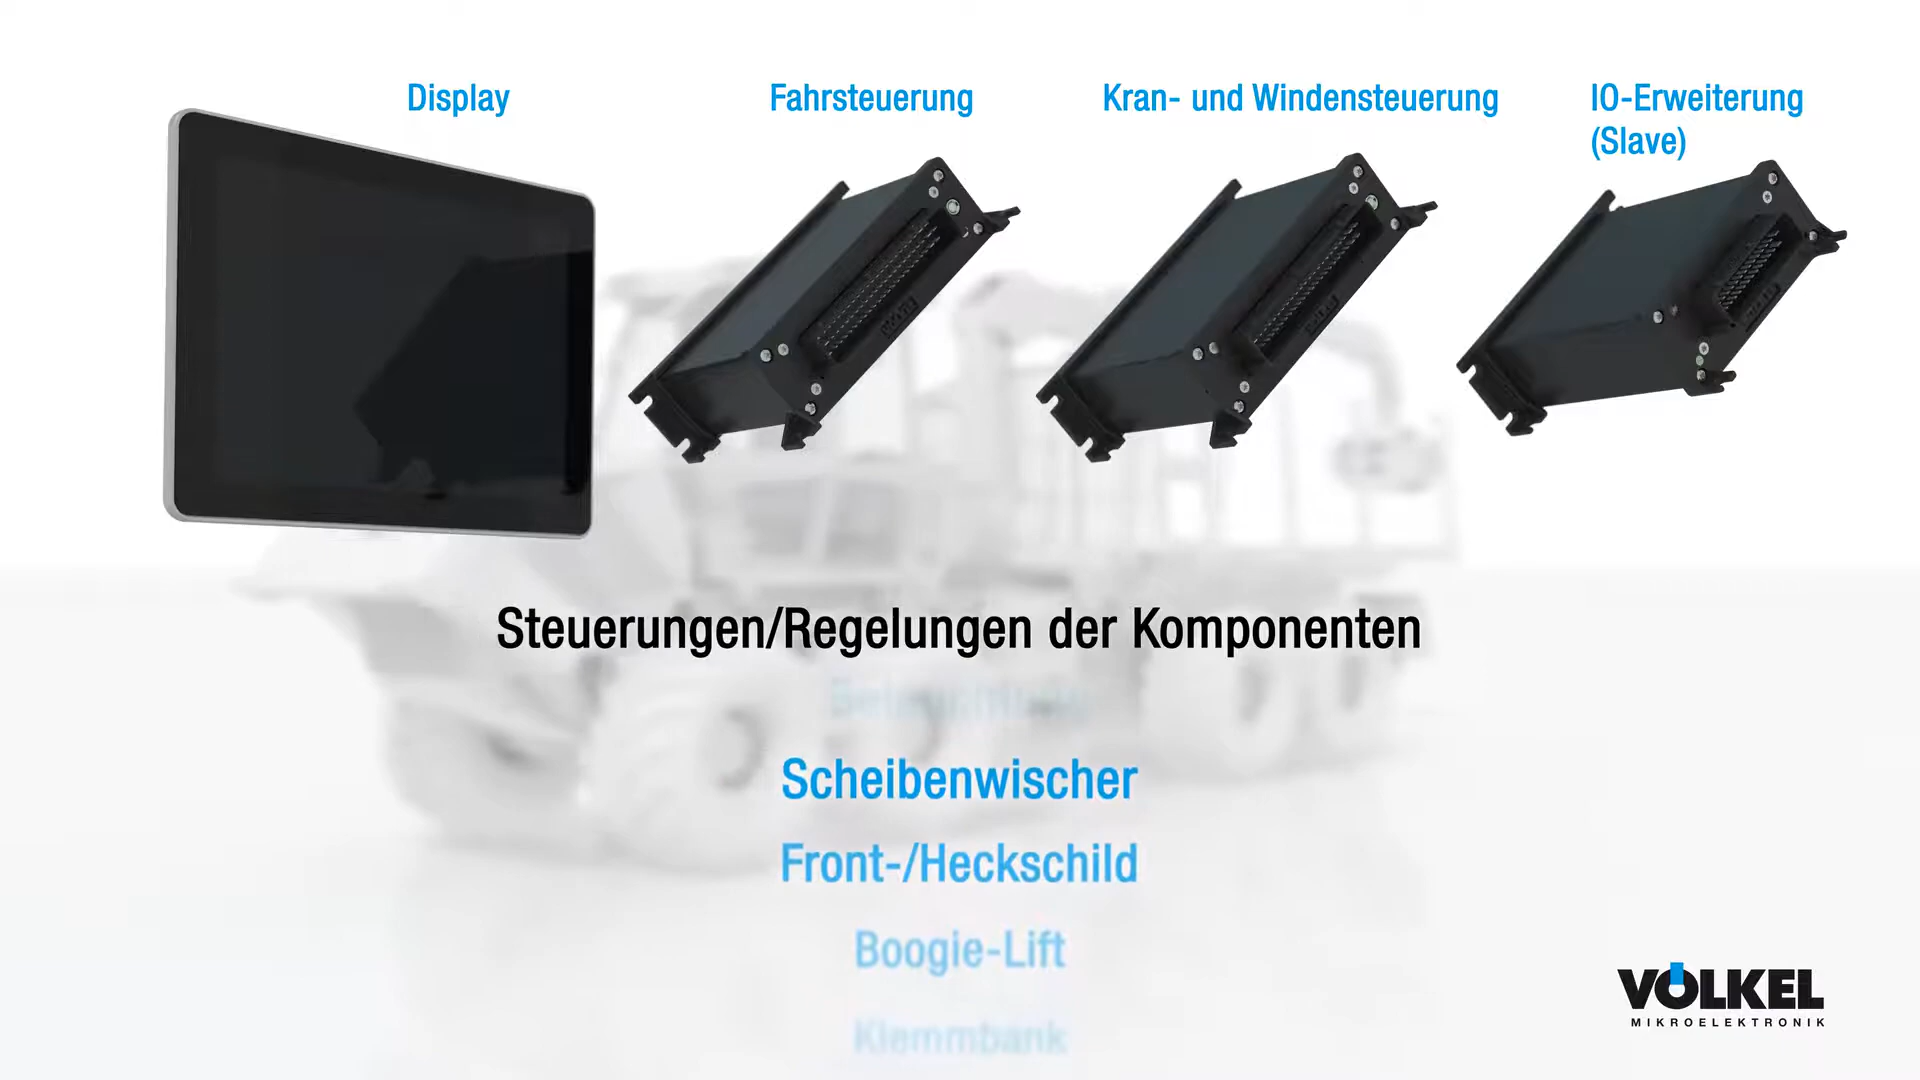 Display
Fahrsteuerung
Kran- und Windensteuerung
IO-Erweiterung
(Slave)
Steuerungen/Regelungen der Komponenten
Scheibenwischer
Front-/Heckschild
Boogie-Lift
Klemmbank
VÖLKEL
MIKROELEKTRONIK